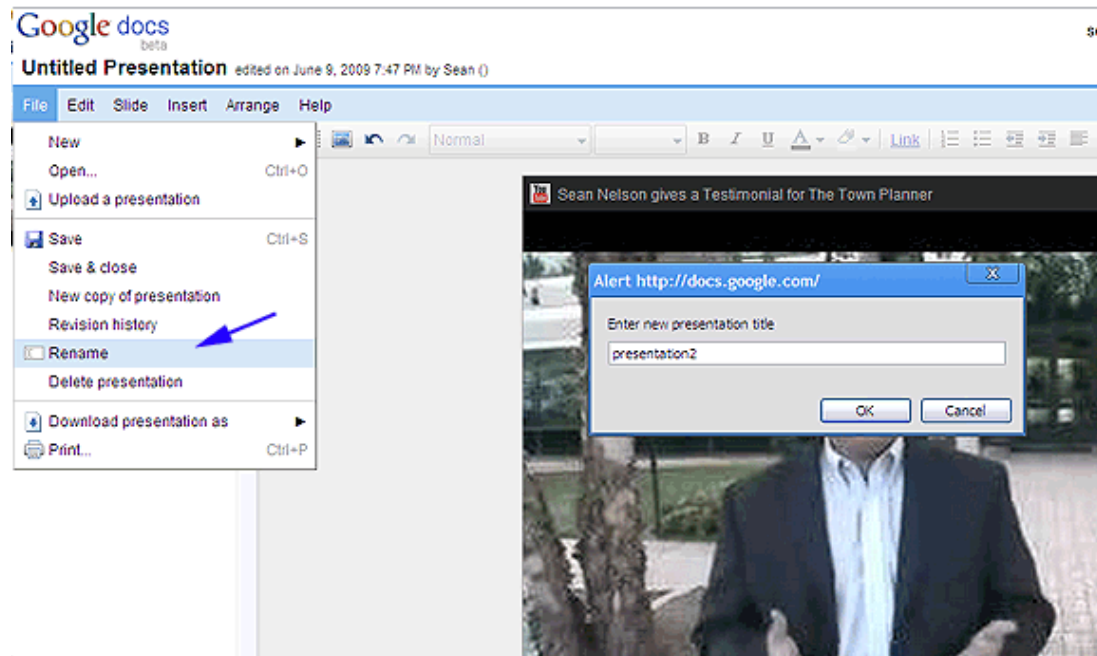 Google docs
beta
Untitled Presentation edited on June 9, 2009 7:47 PM by Sean ()
File Edit Slide Insert Arrange Help
New
Open... Ctrl+O
Upload a presentation
Save Ctrl+S
Save & close
New copy of presentation
Revision history
Rename
Delete presentation
Download presentation as
Print... Ctrl+P
Normal B I U A Link
You Tube Sean Nelson gives a Testimonial for The Town Planner
Alert http://docs.google.com/
Enter new presentation title
presentation2
OK Cancel